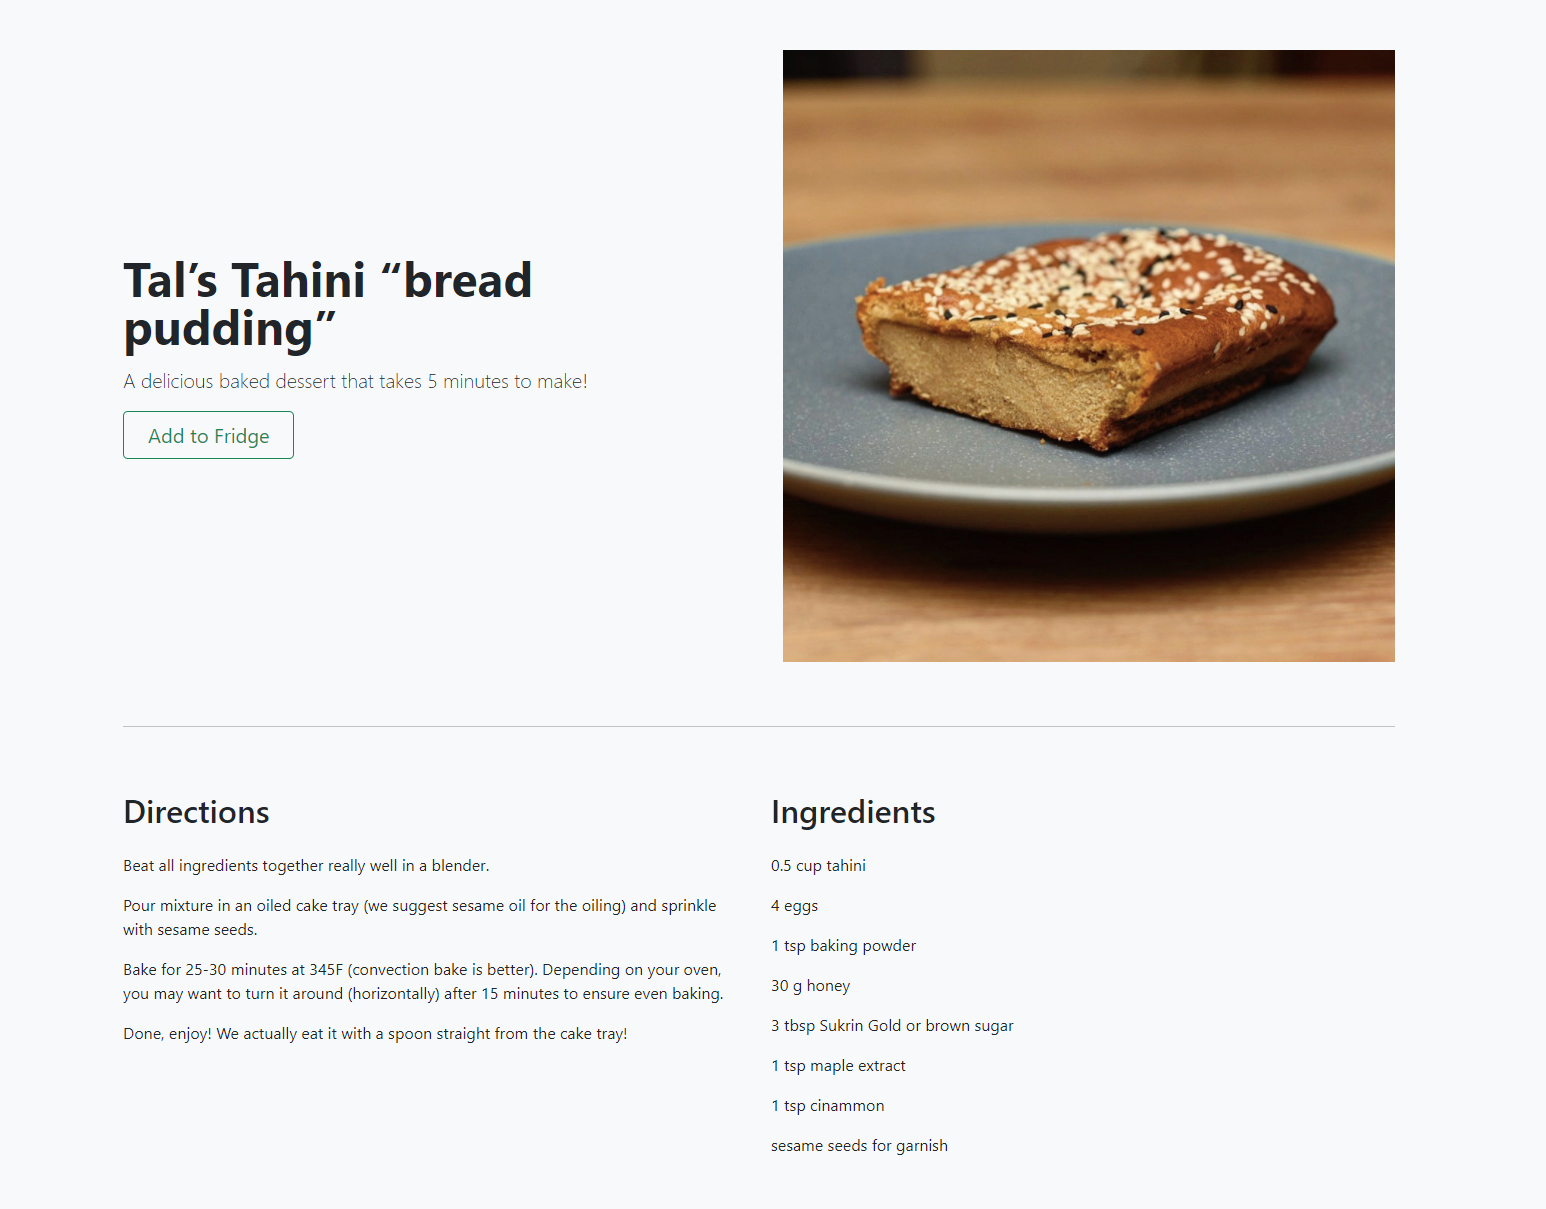 Tal’s Tahini “bread
pudding”
A delicious baked dessert that takes 5 minutes to make!
Add to Fridge
Directions
Beat all ingredients together really well in a blender.
Pour mixture in an oiled cake tray (we suggest sesame oil for the oiling) and sprinkle
with sesame seeds.
Bake for 25-30 minutes at 345F (convection bake is better). Depending on your oven,
you may want to turn it around (horizontally) after 15 minutes to ensure even baking.
Done, enjoy! We actually eat it with a spoon straight from the cake tray!
Ingredients
0.5 cup tahini
4 eggs
1 tsp baking powder
30 g honey
3 tbsp Sukrin Gold or brown sugar
1 tsp maple extract
1 tsp cinammon
sesame seeds for garnish